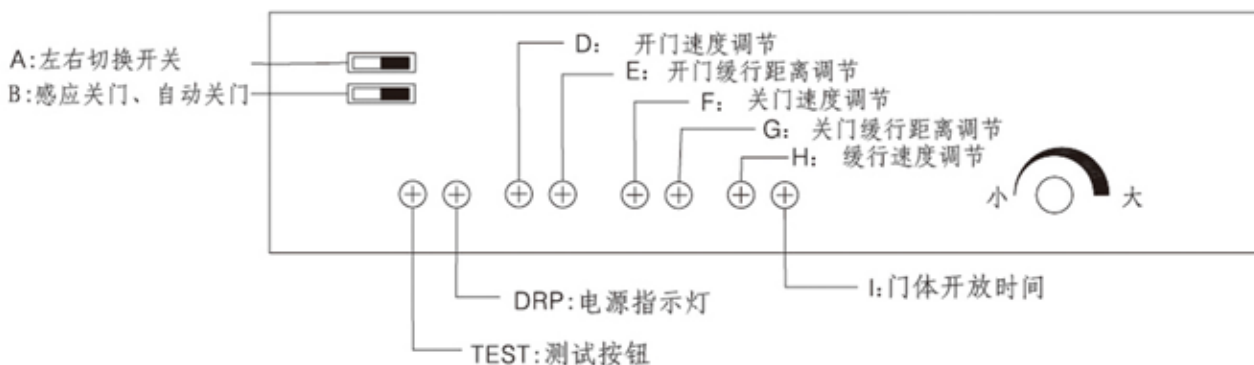 A:左右切换开关
B:感应关门、自动关门
D: 开门速度调节
E: 开门缓行距离调节
F: 关门速度调节
G: 关门缓行距离调节
H: 缓行速度调节
小 大
I:门体开放时间
DRP:电源指示灯
TEST:测试按钮